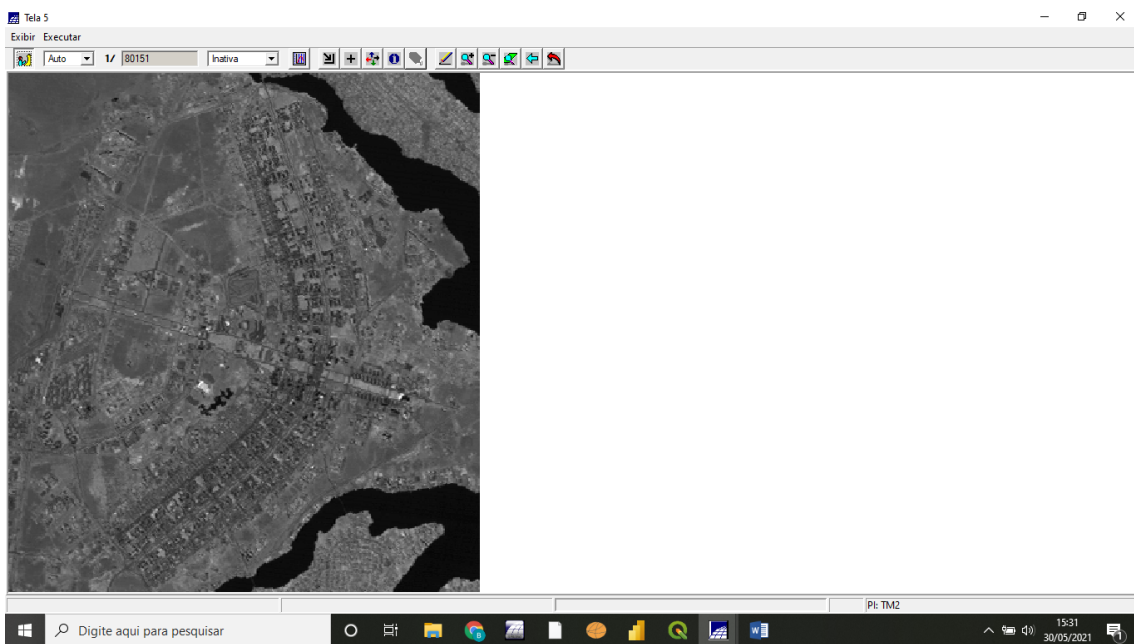 Tela 5
Exibir Executar
Auto 1/ 80151 Inativa
PI: TM2
Digite aqui para pesquisar
15:31
30/05/2021